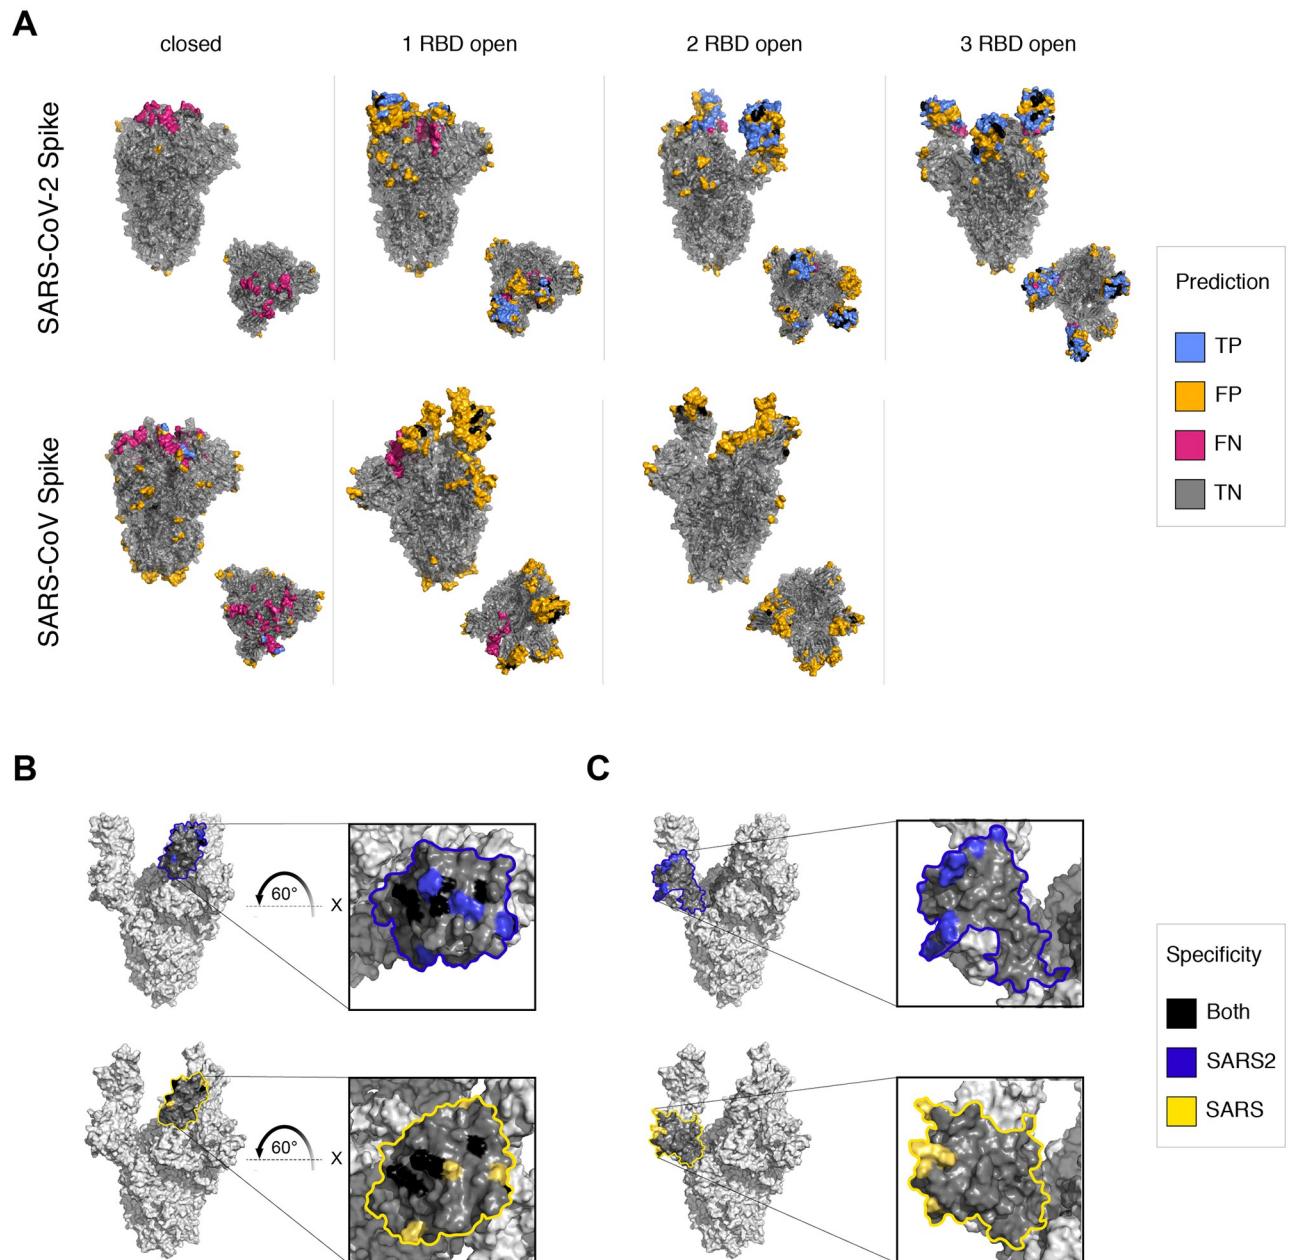 A
closed
1 RBD open
2 RBD open
3 RBD open
SARS-CoV-2 Spike
SARS-CoV Spike
Prediction
TP
FP
FN
TN
B
C
60°
X
60°
X
Specificity
Both
SARS2
SARS